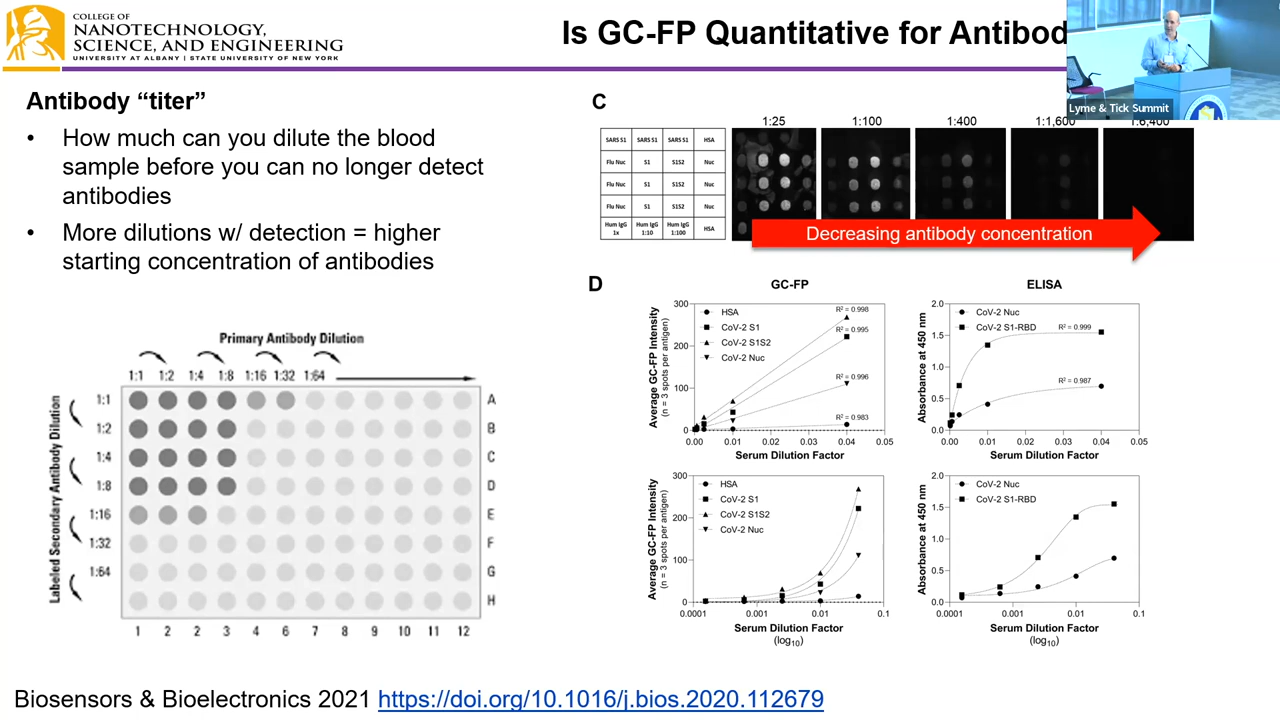 COLLEGE OF
NANOTECHNOLOGY,
SCIENCE, AND ENGINEERING
UNIVERSITY AT ALBANY | STATE UNIVERSITY OF NEW YORK
Is GC-FP Quantitative for Antibod
Lyme & Tick Summit
Antibody “titer”
• How much can you dilute the blood
sample before you can no longer detect
antibodies
• More dilutions w/ detection = higher
starting concentration of antibodies
Primary Antibody Dilution
1:1 1:2 1:4 1:8 1:16 1:32 1:64
Labeled Secondary Antibody Dilution
1:1 A
1:2 B
1:4 C
1:8 D
1:16 E
1:32 F
1:64 G
H
1 2 2 3 4 6 7 8 9 10 11 12
C
1:25 1:100 1:400 1:1,600 1:6,400
SARS S1 SARS S1 SARS S1 HSA
Flu Nuc S1 S1S2 Nuc
Flu Nuc S1 S1S2 Nuc
Flu Nuc S1 S1S2 Nuc
Hum IgG 1x Hum IgG 1:10 Hum IgG 1:100 HSA
Decreasing antibody concentration
D
GC-FP
Average GC-FP Intensity
(n = 3 spots per antigen)
300
200
100
0
HSA
CoV-2 S1
CoV-2 S1S2
CoV-2 Nuc
R² = 0.998
R² = 0.995
R² = 0.996
R² = 0.983
0.00 0.01 0.02 0.03 0.04 0.05
Serum Dilution Factor
ELISA
Absorbance at 450 nm
2.0
1.5
1.0
0.5
0.0
CoV-2 Nuc
CoV-2 S1-RBD
R² = 0.999
R² = 0.987
0.00 0.01 0.02 0.03 0.04 0.05
Serum Dilution Factor
Average GC-FP Intensity
(n = 3 spots per antigen)
300
200
100
0
HSA
CoV-2 S1
CoV-2 S1S2
CoV-2 Nuc
0.0001 0.001 0.01 0.1
Serum Dilution Factor
(log10)
Absorbance at 450 nm
2.0
1.5
1.0
0.5
0.0
CoV-2 Nuc
CoV-2 S1-RBD
0.0001 0.001 0.01 0.1
Serum Dilution Factor
(log10)
Biosensors & Bioelectronics 2021 https://doi.org/10.1016/j.bios.2020.112679